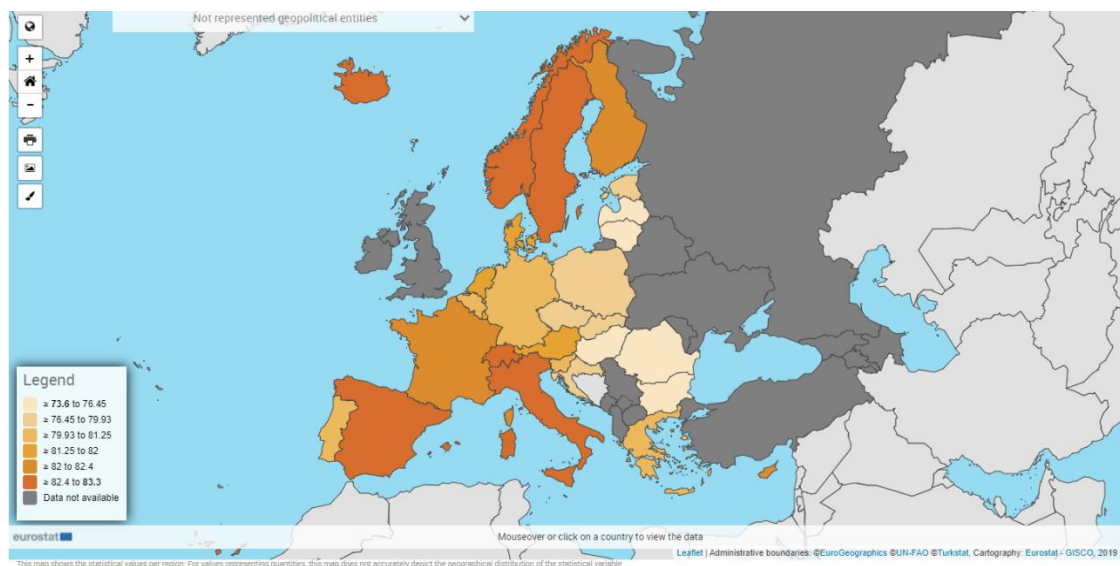 Not represented geopolitical entities
+
−
Legend
≥ 73.6 to 76.45
≥ 76.45 to 79.93
≥ 79.93 to 81.25
≥ 81.25 to 82
≥ 82 to 82.4
≥ 82.4 to 83.3
Data not available
eurostat
Mouseover or click on a country to view the data
Leaflet | Administrative boundaries: ©EuroGeographics ©UN-FAO ©Turkstat, Cartography: Eurostat - GISCO, 2019
This map shows the statistical values per region. For values representing quantities, this map does not accurately depict the geographical distribution of the statistical variable